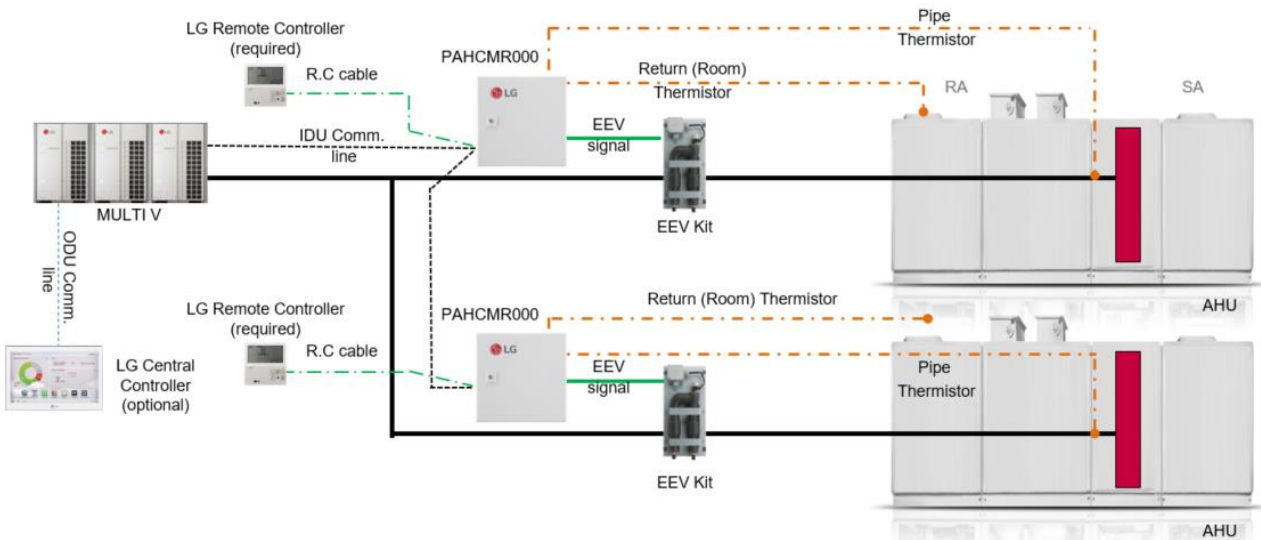 LG Remote Controller
(required)
R.C cable
PAHCMR000
LG
Pipe
Thermistor
Return (Room)
Thermistor
RA
SA
IDU Comm.
line
EEV
signal
MULTI V
EEV Kit
AHU
ODU Comm.
line
LG Remote Controller
(required)
R.C cable
PAHCMR000
LG
Return (Room) Thermistor
Pipe
Thermistor
EEV
signal
LG Central
Controller
(optional)
EEV Kit
AHU